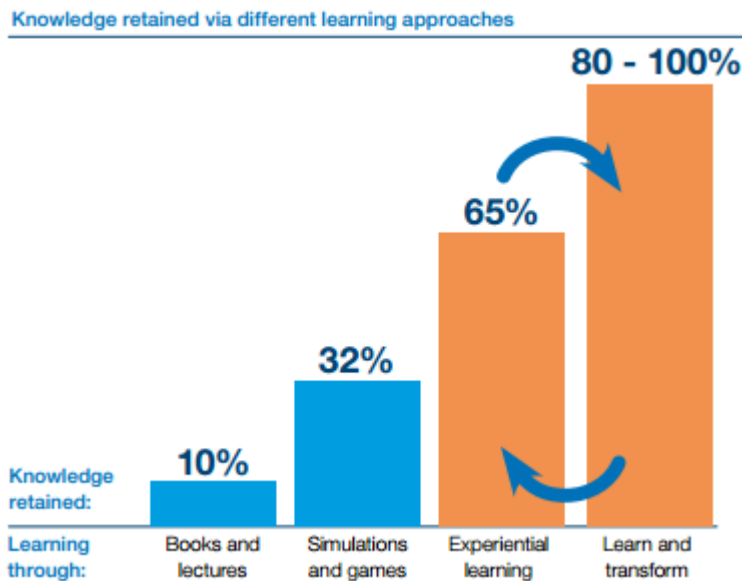 Knowledge retained via different learning approaches
80 - 100%
65%
32%
10%
Knowledge
retained:
Learning
through:
Books and
lectures
Simulations
and games
Experiential
learning
Learn and
transform